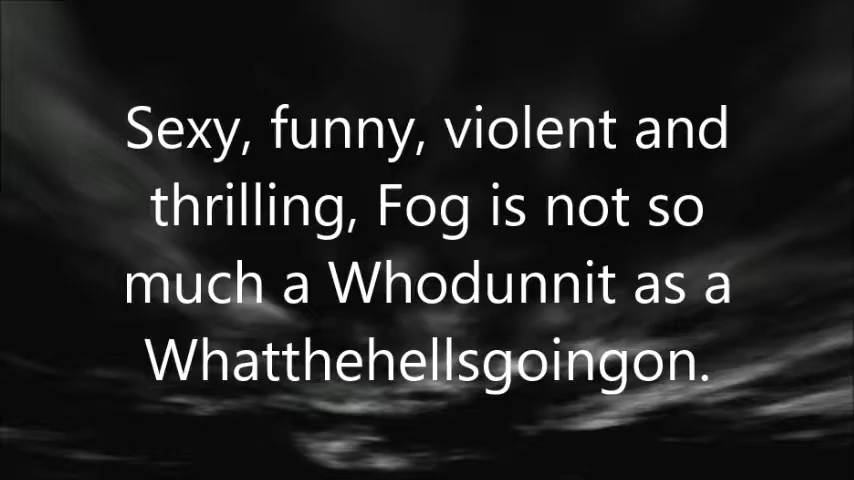 Sexy, funny, violent and
thrilling, Fog is not so
much a Whodunnit as a
Whatthehellsgoingon.